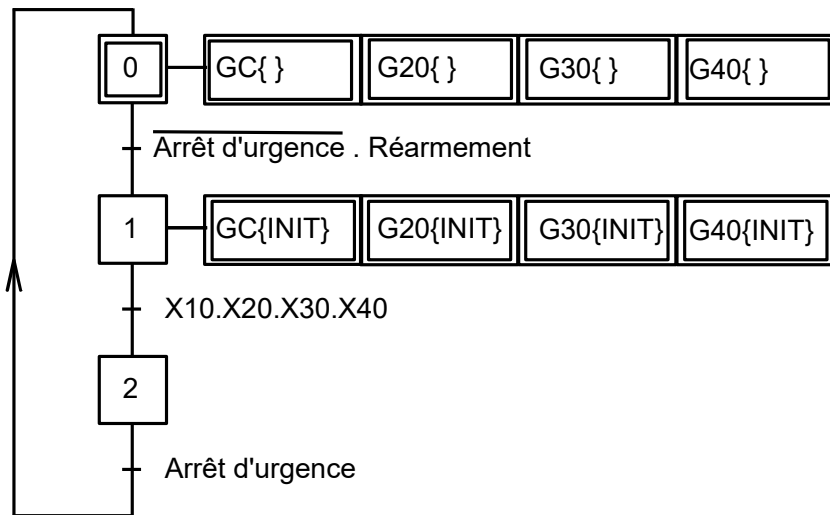 0 GC{ } G20{ } G30{ } G40{ }
Arrêt d'urgence . Réarmement
1 GC{INIT} G20{INIT} G30{INIT} G40{INIT}
X10.X20.X30.X40
2
Arrêt d'urgence